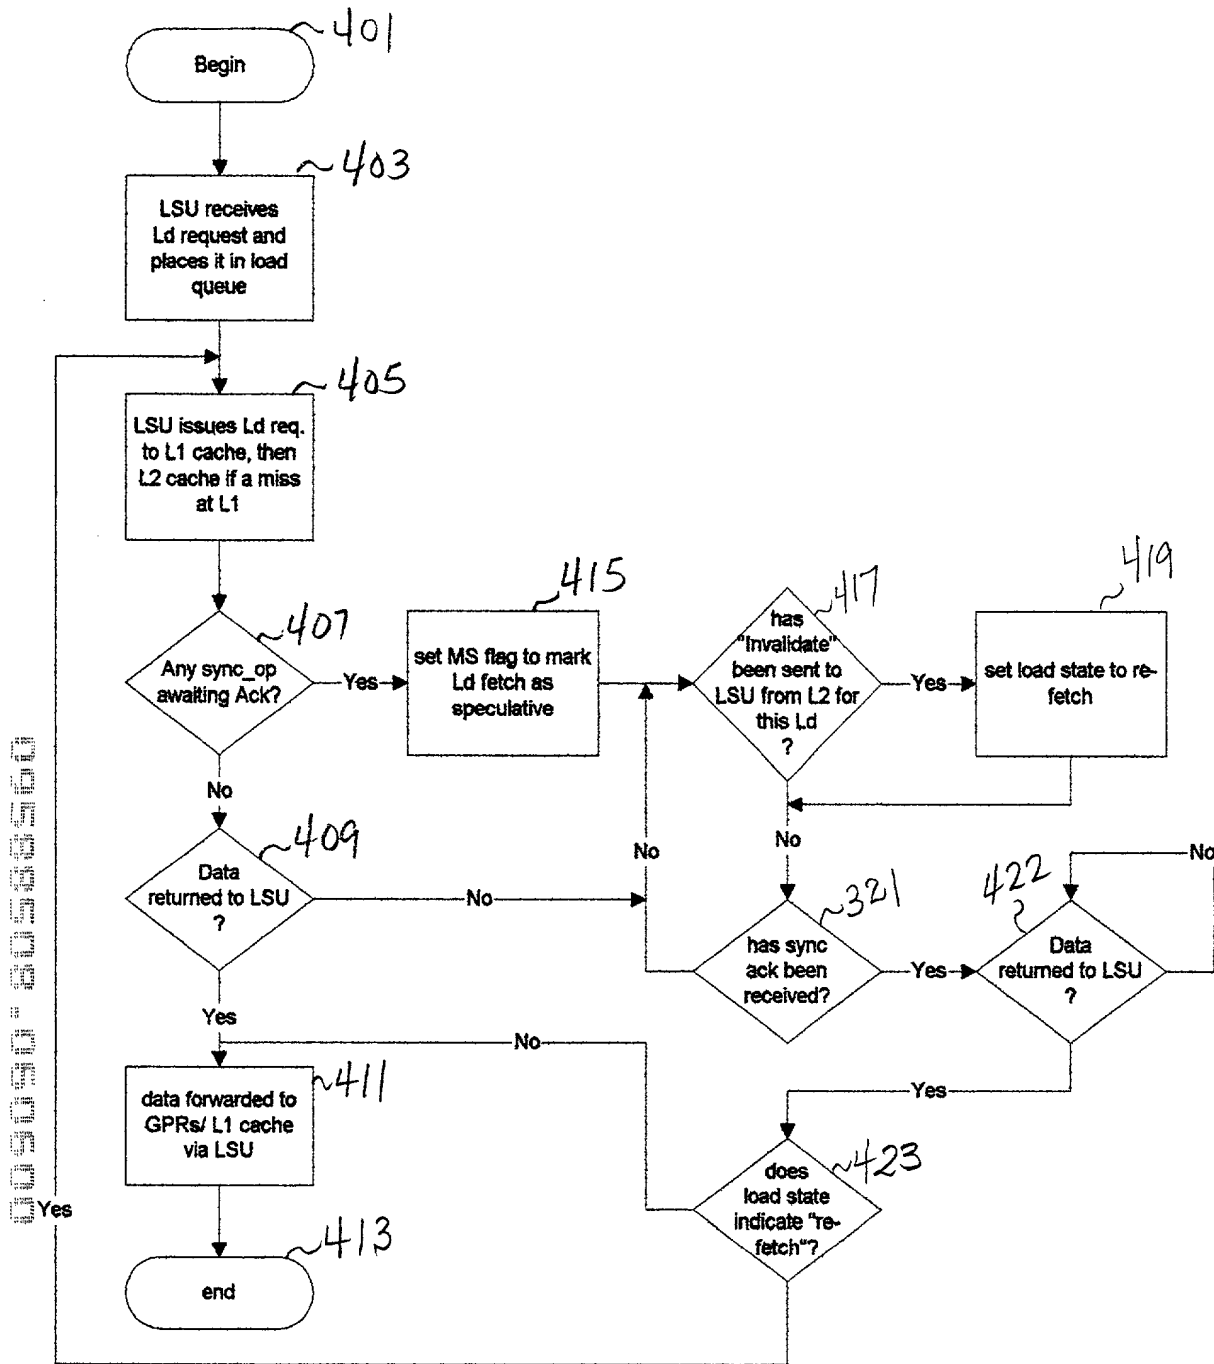 401
Begin
403
LSU receives
Ld request and
places it in load
queue
405
LSU issues Ld req.
to L1 cache, then
L2 cache if a miss
at L1
407
Any sync_op
awaiting Ack?
Yes
415
set MS flag to mark
Ld fetch as
speculative
417
has
"Invalidate"
been sent to
LSU from L2 for
this Ld
?
Yes
419
set load state to re-
fetch
No
409
Data
returned to LSU
?
No
No
No
321
has sync
ack been
received?
Yes
422
Data
returned to LSU
?
No
Yes
Yes
No
411
data forwarded to
GPRs/ L1 cache
via LSU
423
does
load state
indicate "re-
fetch"?
Yes
413
end